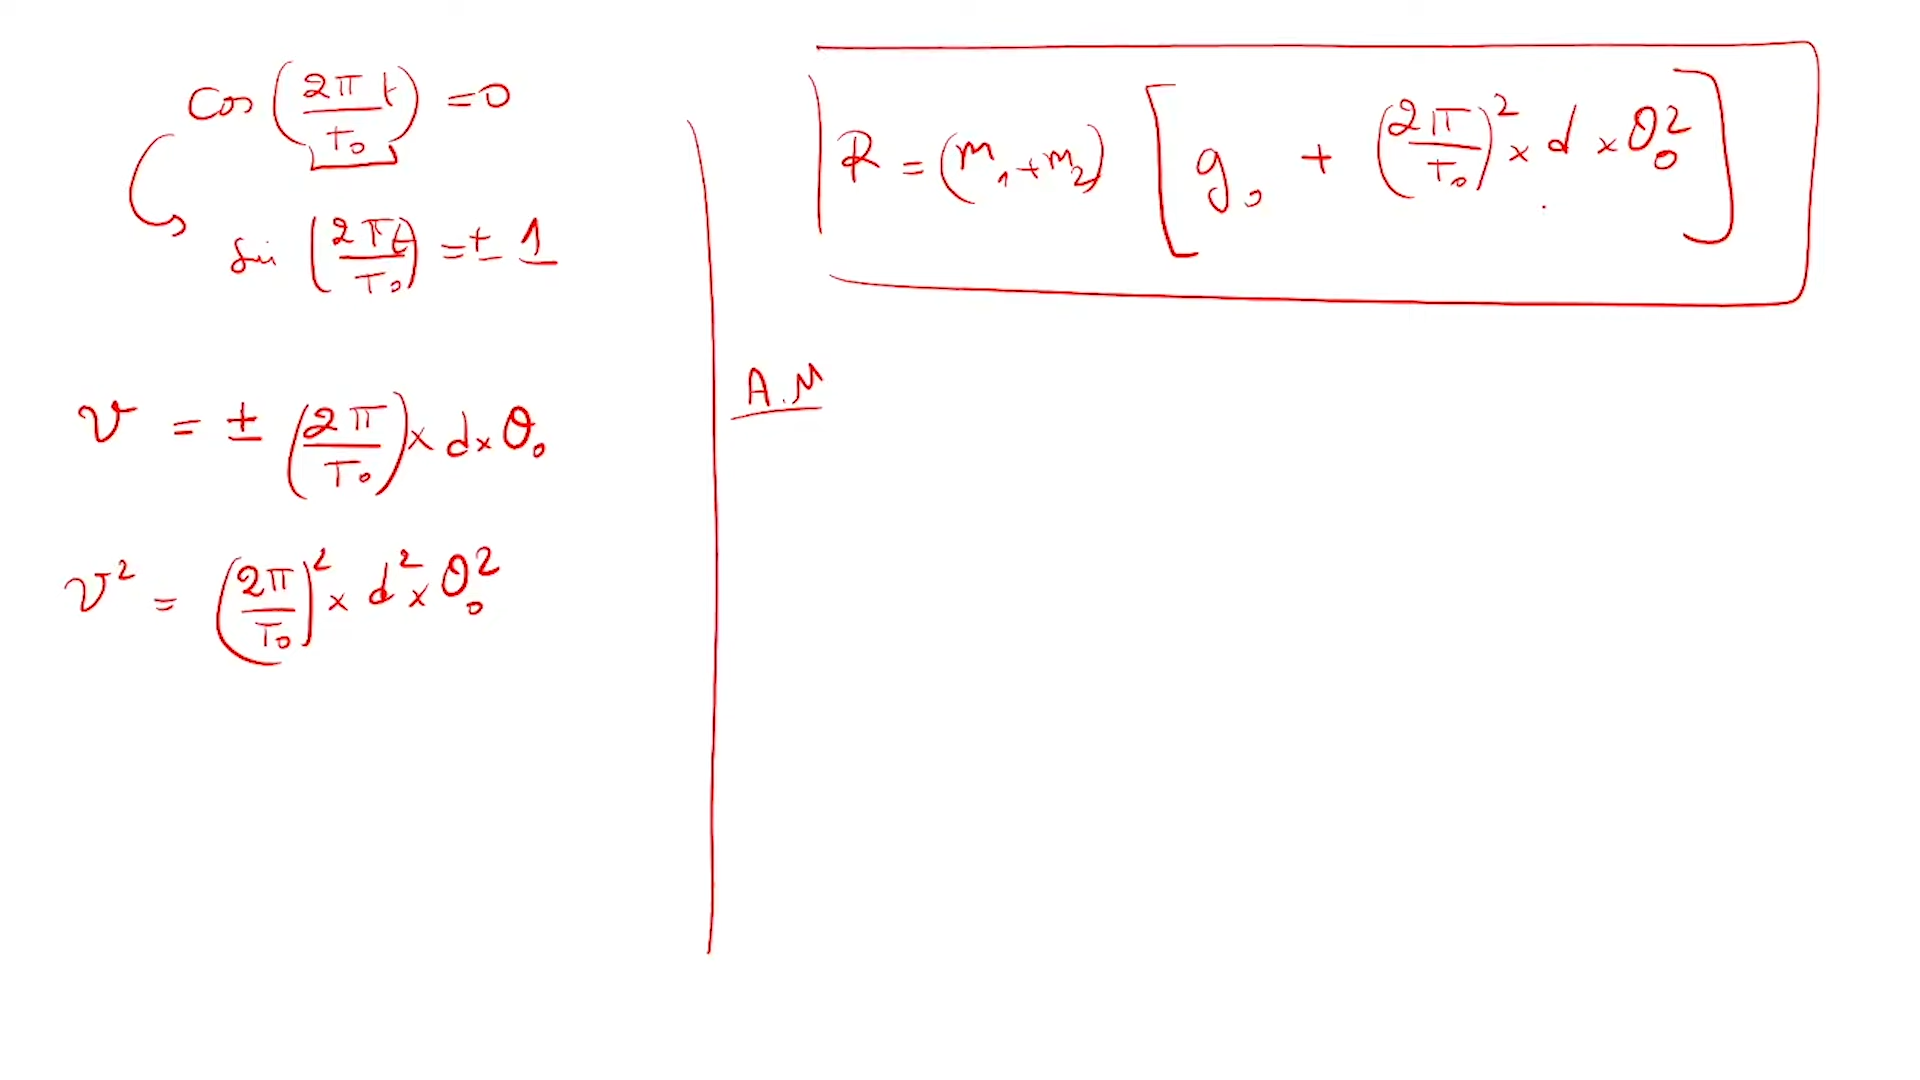 cos (2π t / T₀) = 0
sin (2πt / T₀) = ± 1
v = ± (2π / T₀) × d × θ₀
v² = (2π / T₀)² × d² × θ₀²
R = (m₁ + m₂) [ g₀ + (2π / T₀)² × d × θ₀² ]
A.N